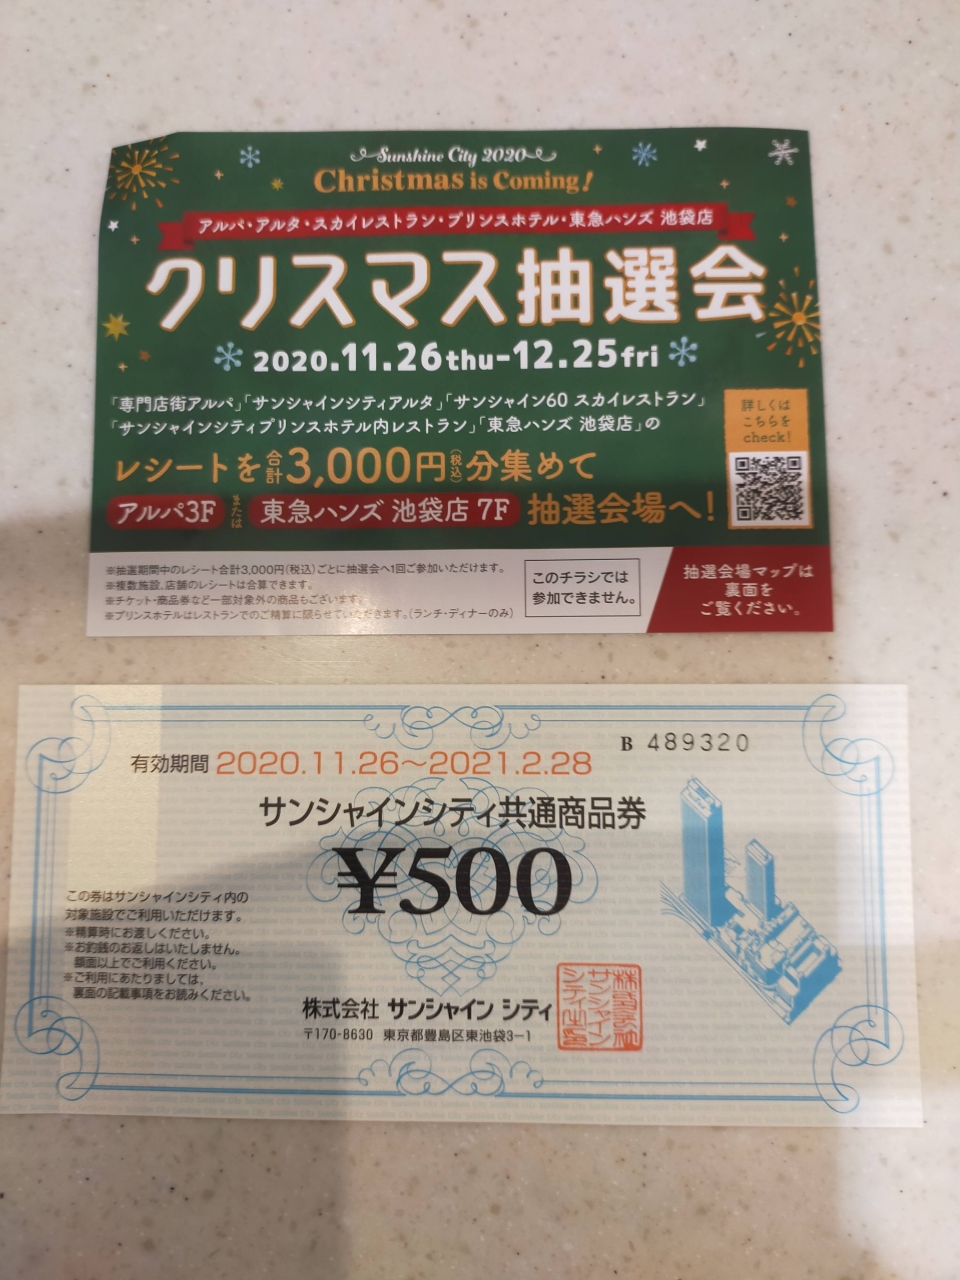 Sunshine City 2020
Christmas is Coming!
アルパ・アルタ・スカイレストラン・プリンスホテル・東急ハンズ 池袋店
クリスマス抽選会
2020.11.26thu-12.25fri
「専門店街アルパ」「サンシャインシティアルタ」「サンシャイン60 スカイレストラン」
「サンシャインシティプリンスホテル内レストラン」「東急ハンズ 池袋店」の
レシートを合計3,000円(税込)分集めて
アルパ3F または 東急ハンズ 池袋店 7F 抽選会場へ!
詳しくは
こちらを
check!
※抽選期間中のレシート合計3,000円(税込)ごとに抽選会へ1回ご参加いただけます。
※複数施設、店舗のレシートは合算できます。
※チケット・商品券など一部対象外の商品もございます。
※プリンスホテルはレストランでのご精算に限らせていただきます。(ランチ・ディナーのみ)
このチラシでは
参加できません。
抽選会場マップは
裏面を
ご覧ください。
B 489320
有効期間 2020.11.26~2021.2.28
サンシャインシティ共通商品券
¥500
この券はサンシャインシティ内の
対象施設でご利用いただけます。
※精算時にお渡しください。
※お釣銭のお返しはいたしません。
額面以上でご利用ください。
※ご利用にあたりましては、
裏面の記載事項をお読みください。
株式会社 サンシャイン シティ
〒170-8630 東京都豊島区東池袋3-1